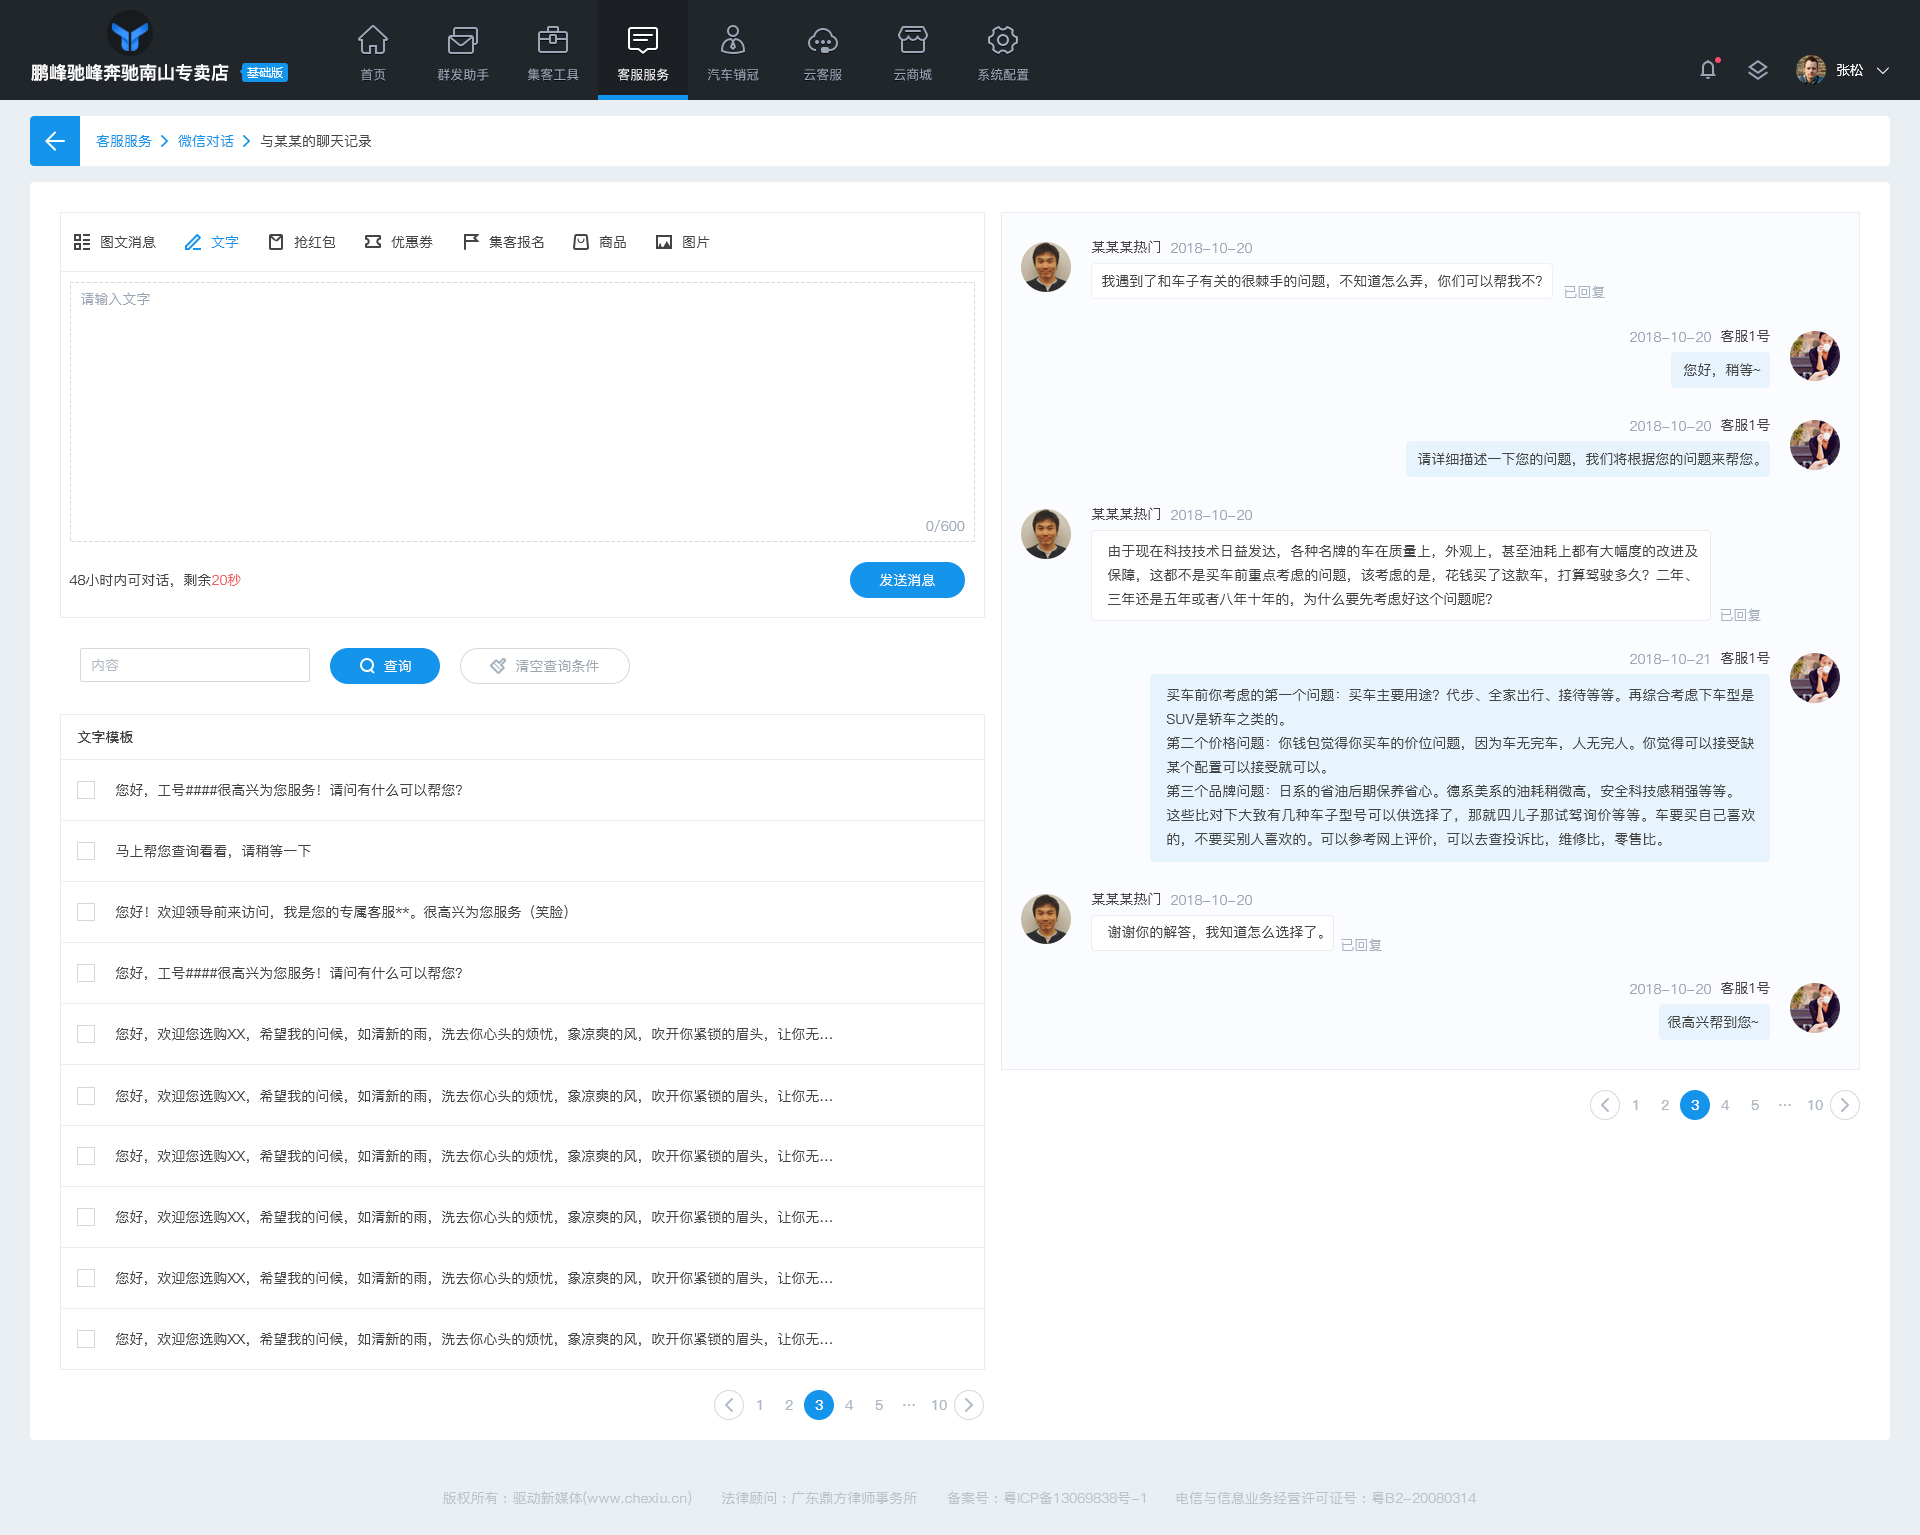 鹏峰驰峰奔驰南山专卖店 基础版
首页 群发助手 集客工具 客服服务 汽车销冠 云客服 云商城 系统配置
张松
客服服务 微信对话 与某某的聊天记录
图文消息 文字 抢红包 优惠券 集客报名 商品 图片
请输入文字
0/600
48小时内可对话，剩余20秒 发送消息
内容 查询 清空查询条件
文字模板
您好，工号####很高兴为您服务！请问有什么可以帮您？
马上帮您查询看看，请稍等一下
您好！欢迎领导前来访问，我是您的专属客服**。很高兴为您服务（笑脸）
您好，工号####很高兴为您服务！请问有什么可以帮您？
您好，欢迎您选购XX，希望我的问候，如清新的雨，洗去你心头的烦忧，象凉爽的风，吹开你紧锁的眉头，让你无...
您好，欢迎您选购XX，希望我的问候，如清新的雨，洗去你心头的烦忧，象凉爽的风，吹开你紧锁的眉头，让你无...
您好，欢迎您选购XX，希望我的问候，如清新的雨，洗去你心头的烦忧，象凉爽的风，吹开你紧锁的眉头，让你无...
您好，欢迎您选购XX，希望我的问候，如清新的雨，洗去你心头的烦忧，象凉爽的风，吹开你紧锁的眉头，让你无...
您好，欢迎您选购XX，希望我的问候，如清新的雨，洗去你心头的烦忧，象凉爽的风，吹开你紧锁的眉头，让你无...
您好，欢迎您选购XX，希望我的问候，如清新的雨，洗去你心头的烦忧，象凉爽的风，吹开你紧锁的眉头，让你无...
1 2 3 4 5 ··· 10
某某某热门 2018-10-20
我遇到了和车子有关的很棘手的问题，不知道怎么弄，你们可以帮我不？
已回复
2018-10-20 客服1号
您好，稍等~
2018-10-20 客服1号
请详细描述一下您的问题，我们将根据您的问题来帮您。
某某某热门 2018-10-20
由于现在科技技术日益发达，各种名牌的车在质量上，外观上，甚至油耗上都有大幅度的改进及
保障，这都不是买车前重点考虑的问题，该考虑的是，花钱买了这款车，打算驾驶多久？二年、
三年还是五年或者八年十年的，为什么要先考虑好这个问题呢？
已回复
2018-10-21 客服1号
买车前你考虑的第一个问题：买车主要用途？代步、全家出行、接待等等。再综合考虑下车型是
SUV是轿车之类的。
第二个价格问题：你钱包觉得你买车的价位问题，因为车无完车，人无完人。你觉得可以接受缺
某个配置可以接受就可以。
第三个品牌问题：日系的省油后期保养省心。德系美系的油耗稍微高，安全科技感稍强等等。
这些比对下大致有几种车子型号可以供选择了，那就四儿子那试驾询价等等。车要买自己喜欢
的，不要买别人喜欢的。可以参考网上评价，可以去查投诉比，维修比，零售比。
某某某热门 2018-10-20
谢谢你的解答，我知道怎么选择了。
已回复
2018-10-20 客服1号
很高兴帮到您~
1 2 3 4 5 ··· 10
版权所有：驱动新媒体(www.chexiu.cn) 法律顾问：广东鼎方律师事务所 备案号：粤ICP备13069838号-1 电信与信息业务经营许可证号：粤B2-20080314